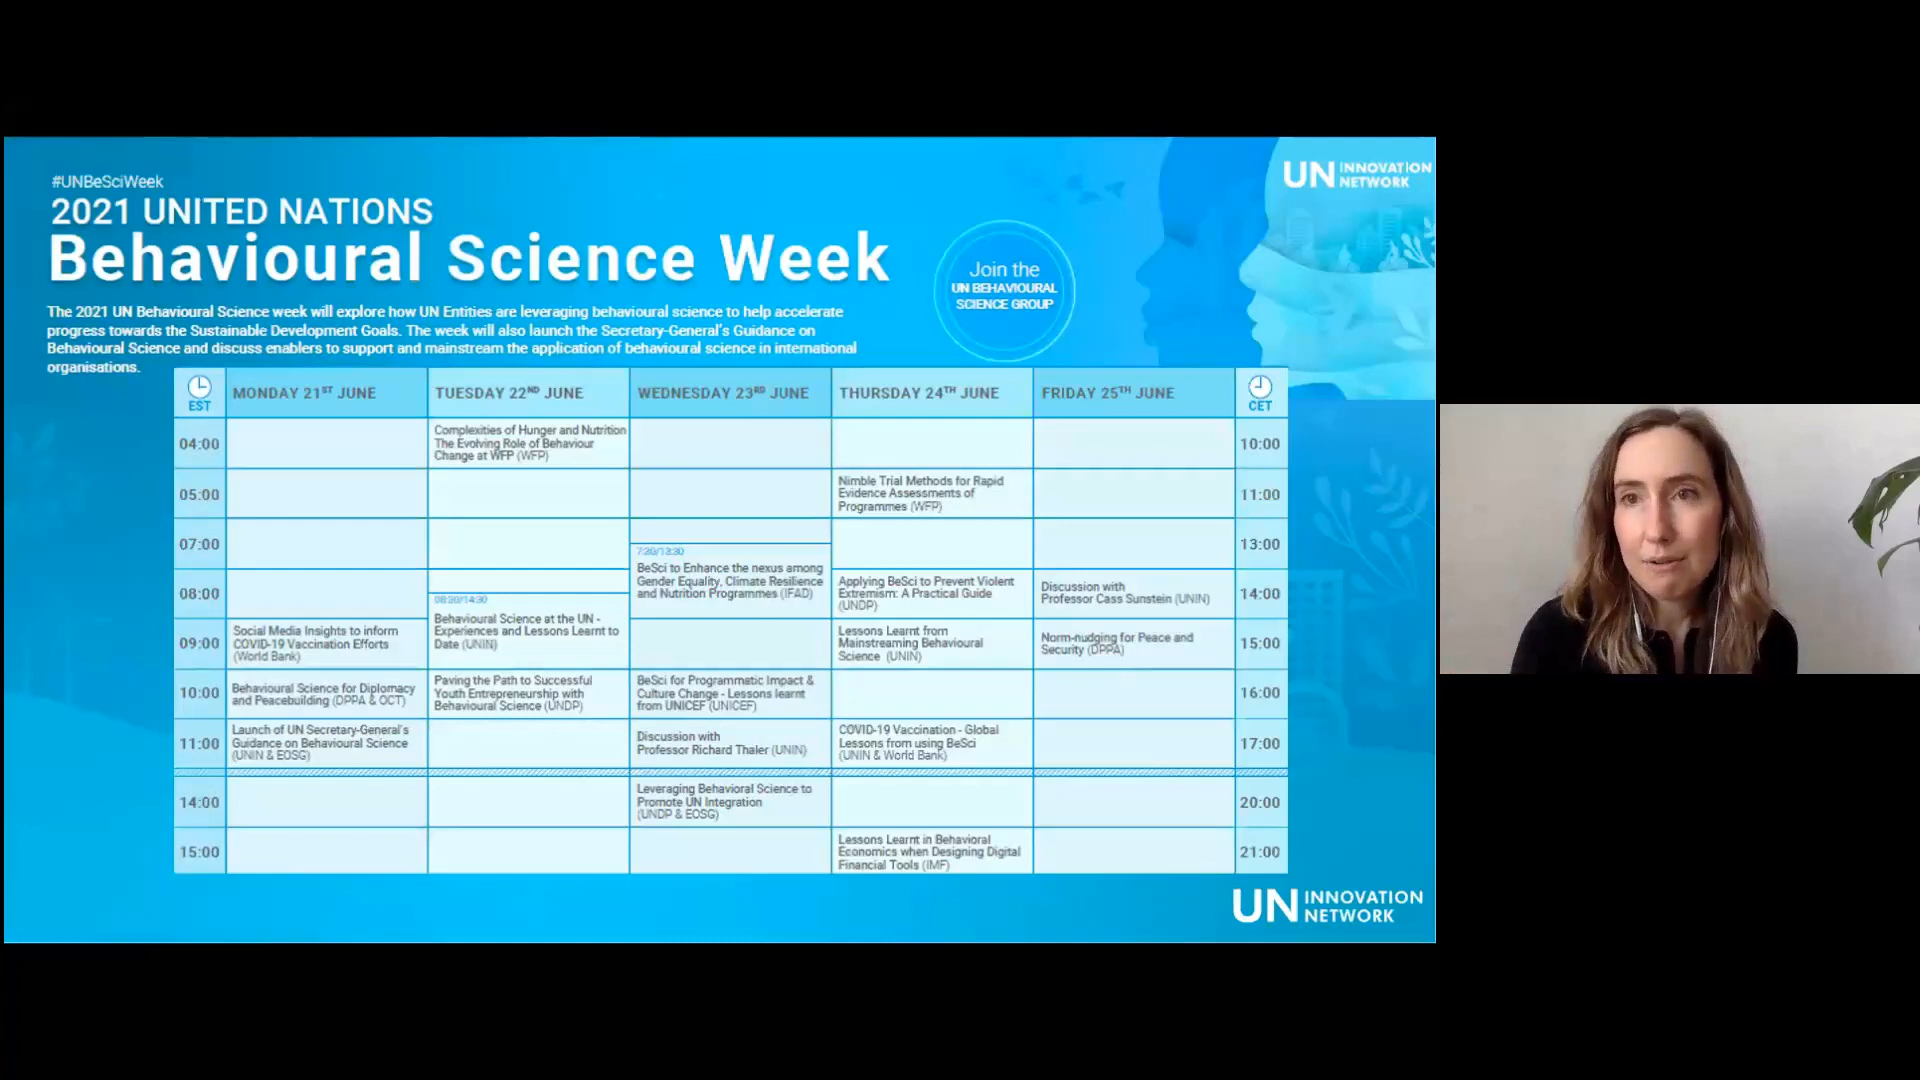 #UNBeSciWeek
2021 UNITED NATIONS
Behavioural Science Week
The 2021 UN Behavioural Science week will explore how UN Entities are leveraging behavioural science to help accelerate
progress towards the Sustainable Development Goals. The week will also launch the Secretary-General's Guidance on
Behavioural Science and discuss enablers to support and mainstream the application of behavioural science in international
organisations.
Join the
UN BEHAVIOURAL
SCIENCE GROUP
UN INNOVATION
NETWORK
EST
MONDAY 21ST JUNE
TUESDAY 22ND JUNE
WEDNESDAY 23RD JUNE
THURSDAY 24TH JUNE
FRIDAY 25TH JUNE
CET
04:00
Complexities of Hunger and Nutrition
The Evolving Role of Behaviour
Change at WFP (WFP)
10:00
05:00
Nimble Trial Methods for Rapid
Evidence Assessments of
Programmes (WFP)
11:00
07:00
13:00
7:30/13:30
BeSci to Enhance the nexus among
Gender Equality, Climate Resilience
and Nutrition Programmes (IFAD)
08:00
Applying BeSci to Prevent Violent
Extremism: A Practical Guide
(UNDP)
Discussion with
Professor Cass Sunstein (UNIN)
14:00
08:30/14:30
Behavioural Science at the UN -
Experiences and Lessons Learnt to
Date (UNIN)
09:00
Social Media Insights to inform
COVID-19 Vaccination Efforts
(World Bank)
Lessons Learnt from
Mainstreaming Behavioural
Science (UNIN)
Norm-nudging for Peace and
Security (DPPA)
15:00
10:00
Behavioural Science for Diplomacy
and Peacebuilding (DPPA & OCT)
Paving the Path to Successful
Youth Entrepreneurship with
Behavioural Science (UNDP)
BeSci for Programmatic Impact &
Culture Change - Lessons learnt
from UNICEF (UNICEF)
16:00
11:00
Launch of UN Secretary-General's
Guidance on Behavioural Science
(UNIN & EOSG)
Discussion with
Professor Richard Thaler (UNIN)
COVID-19 Vaccination - Global
Lessons from using BeSci
(UNIN & World Bank)
17:00
14:00
Leveraging Behavioral Science to
Promote UN Integration
(UNDP & EOSG)
20:00
15:00
Lessons Learnt in Behavioral
Economics when Designing Digital
Financial Tools (IMF)
21:00
UN INNOVATION
NETWORK